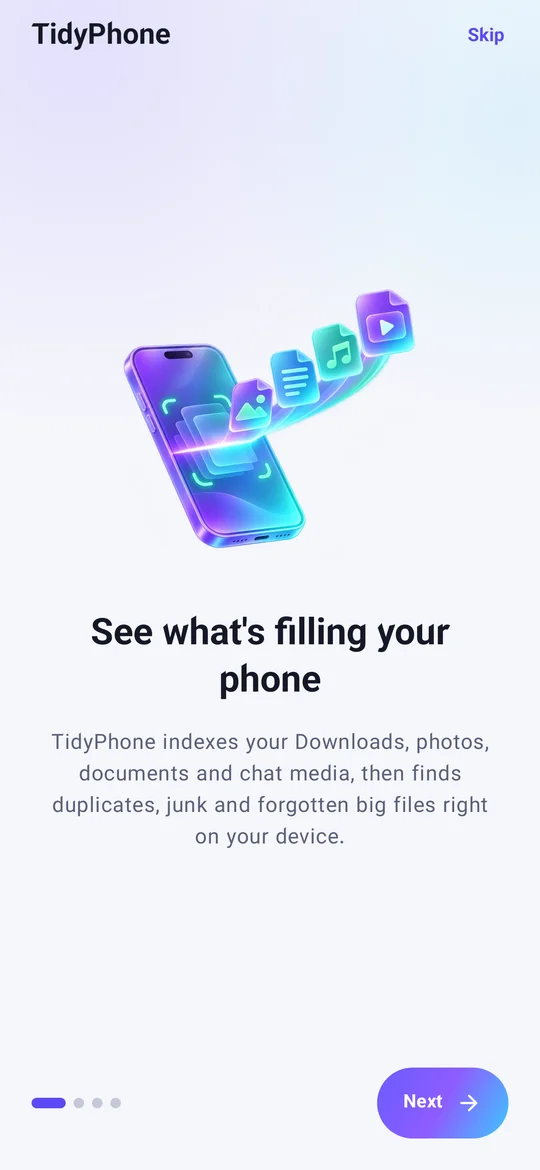 TidyPhone
Skip
See what's filling your
phone
TidyPhone indexes your Downloads, photos,
documents and chat media, then finds
duplicates, junk and forgotten big files right
on your device.
Next